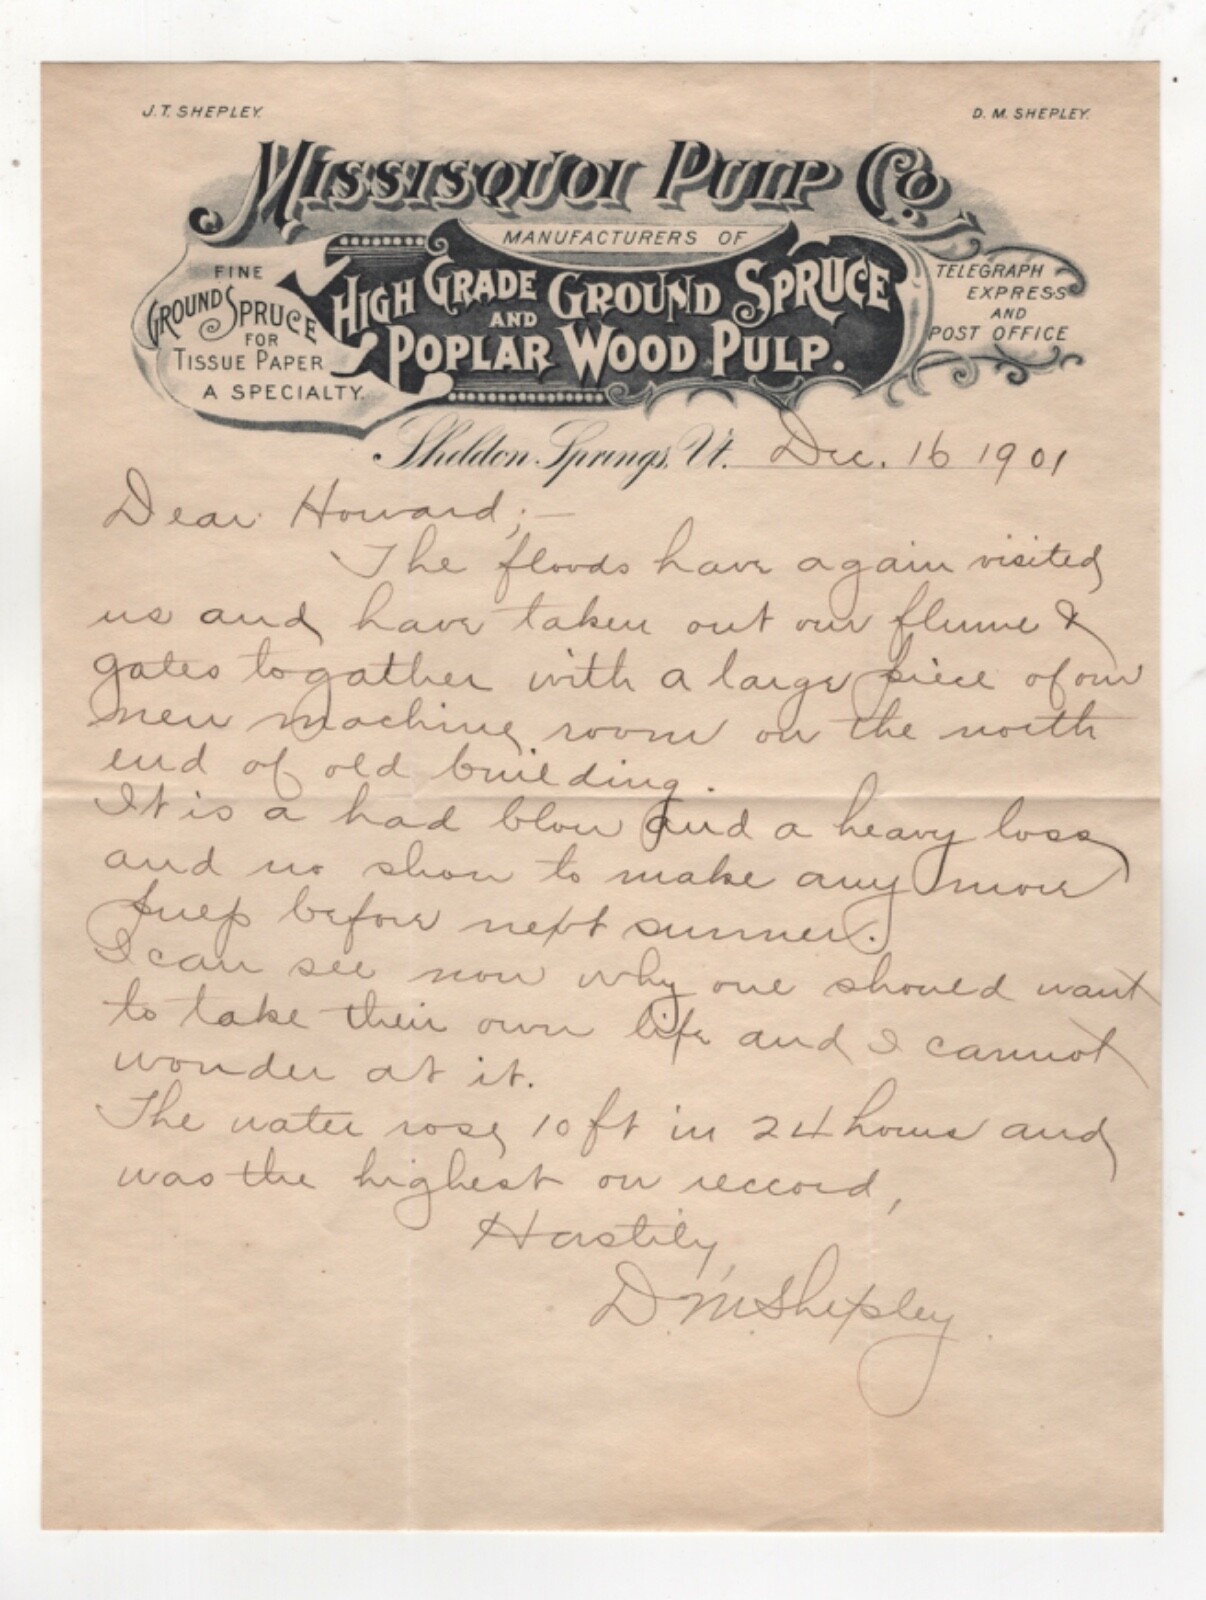 J. T. SHEPLEY.
D. M. SHEPLEY.
MISSISQUOI PULP CO.
MANUFACTURERS OF
HIGH GRADE GROUND SPRUCE
AND
POPLAR WOOD PULP.
FINE
GROUND SPRUCE
FOR
TISSUE PAPER
A SPECIALTY.
TELEGRAPH
EXPRESS
AND
POST OFFICE
Sheldon Springs, Vt. Dec. 16 1901
Dear Howard;—
The floods have again visited
us and have taken out our flume &
gates togather with a large piece of our
new machine room on the north
end of old building.
It is a had blow and a heavy loss
and no show to make any more
pulp before next summer.
I can see now why one should want
to take their own life and I cannot
wonder at it.
The water rose 10 ft in 24 hours and
was the highest on record,
Hastily,
D. M. Shepley